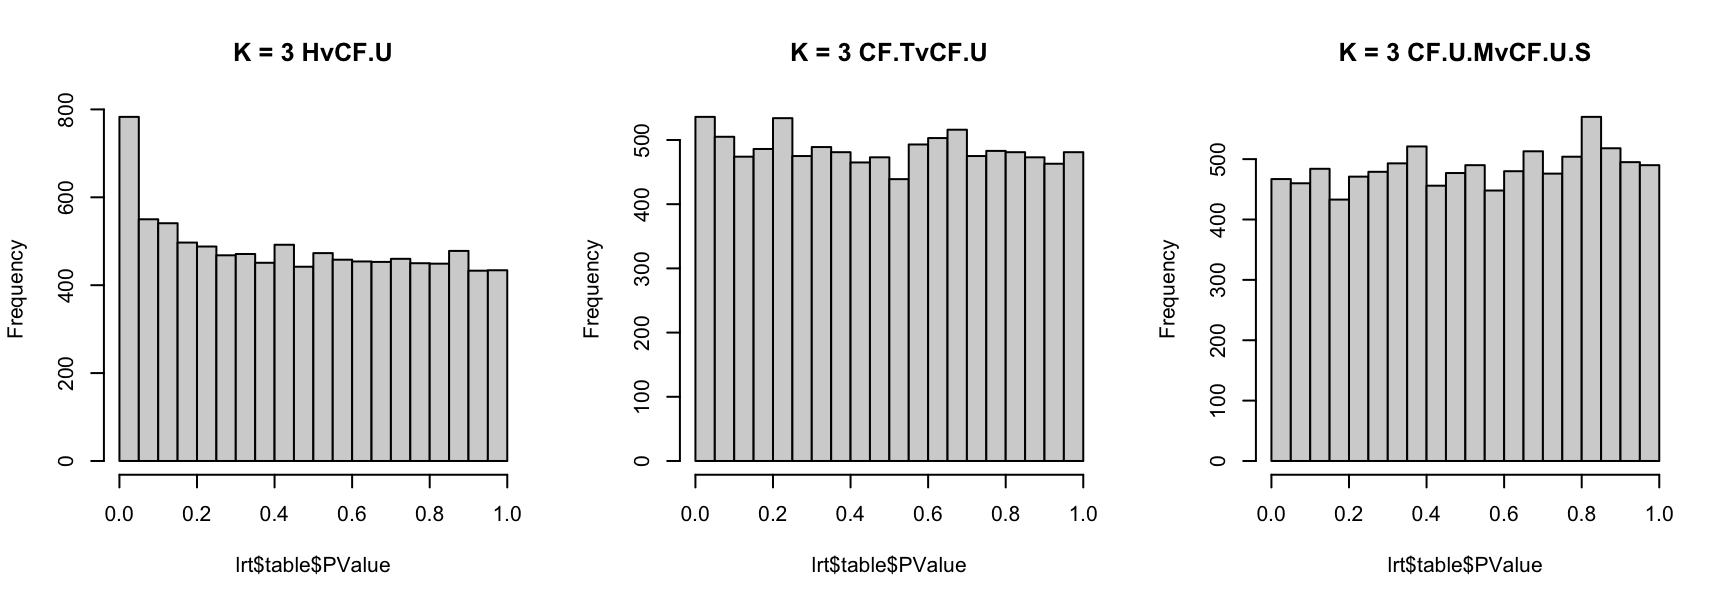 K = 3 HvCF.U
Frequency
800
600
400
200
0
0.0 0.2 0.4 0.6 0.8 1.0
lrt$table$PValue
K = 3 CF.TvCF.U
Frequency
500
400
300
200
100
0
0.0 0.2 0.4 0.6 0.8 1.0
lrt$table$PValue
K = 3 CF.U.MvCF.U.S
Frequency
500
400
300
200
100
0
0.0 0.2 0.4 0.6 0.8 1.0
lrt$table$PValue